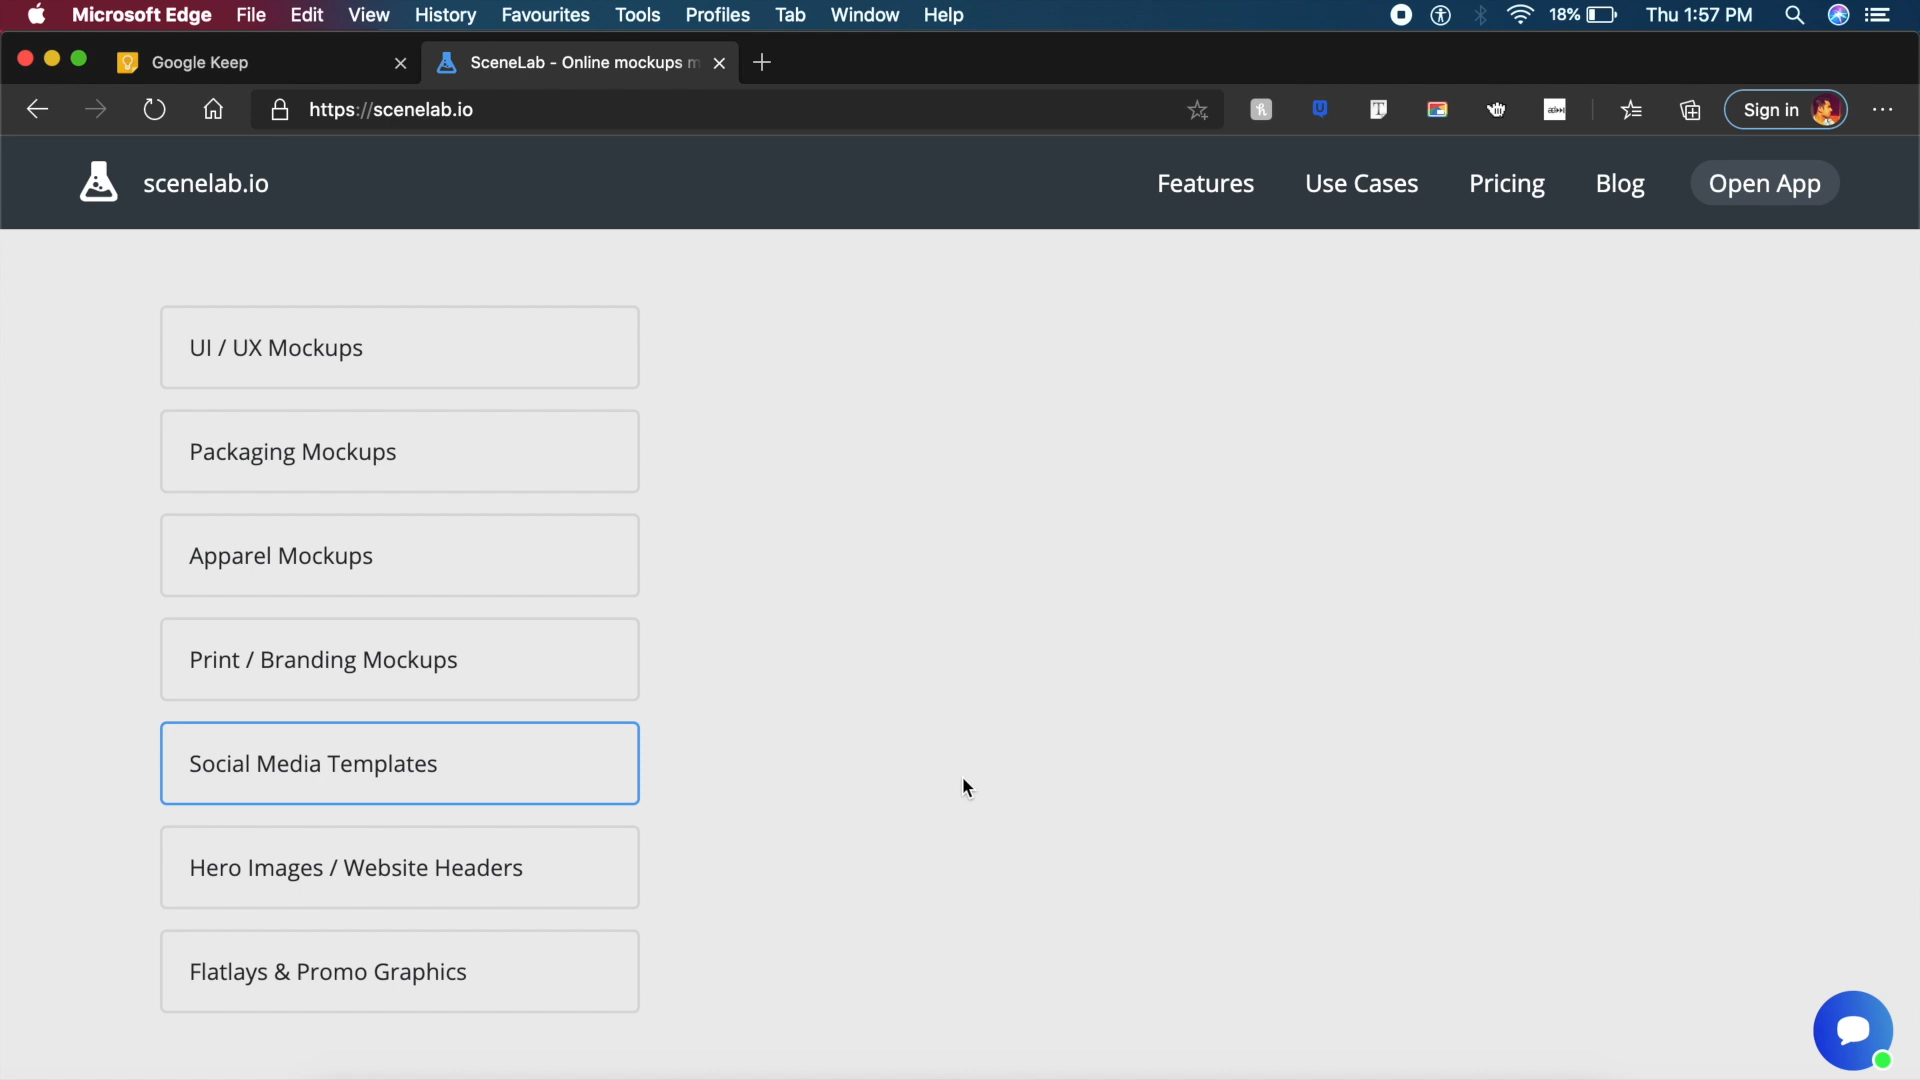 Microsoft Edge File Edit View History Favourites Tools Profiles Tab Window Help 18% Thu 1:57 PM
Google Keep SceneLab - Online mockups m
https://scenelab.io Sign in
scenelab.io Features Use Cases Pricing Blog Open App
UI / UX Mockups
Packaging Mockups
Apparel Mockups
Print / Branding Mockups
Social Media Templates
Hero Images / Website Headers
Flatlays & Promo Graphics